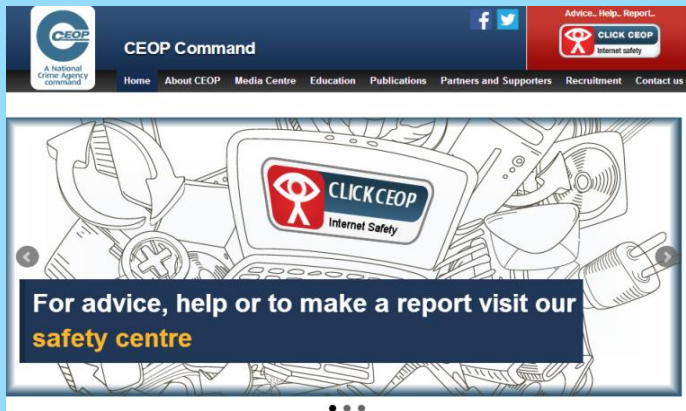 CEOP
A National
Crime Agency
command
CEOP Command
Advice.. Help.. Report..
CLICK CEOP
Internet safety
Home About CEOP Media Centre Education Publications Partners and Supporters Recruitment Contact us
CLICK CEOP
Internet Safety
For advice, help or to make a report visit our
safety centre